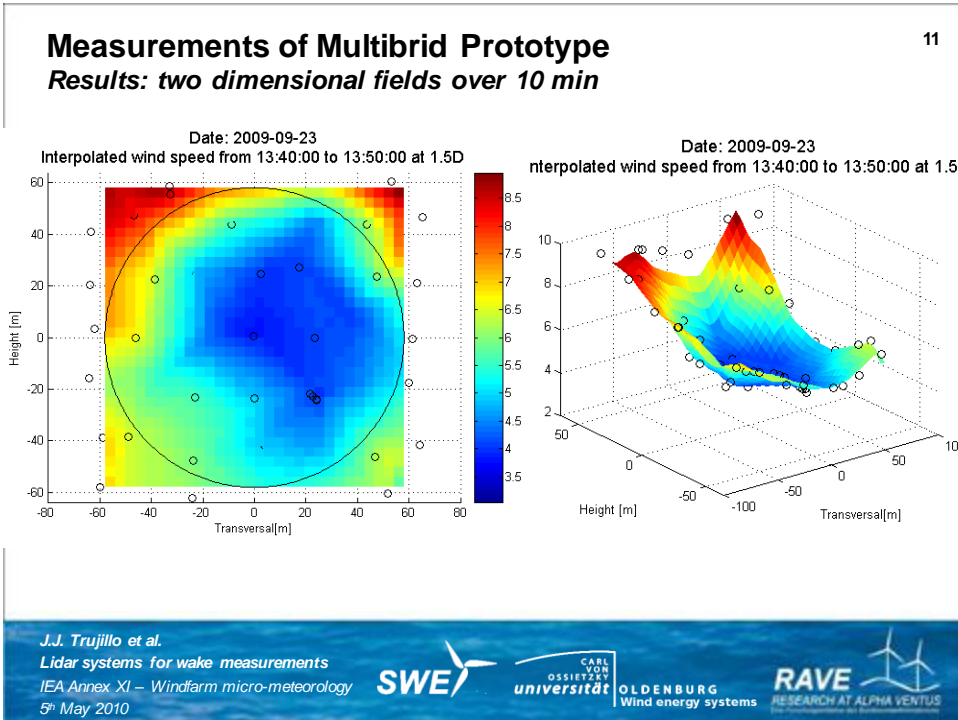 Measurements of Multibrid Prototype
11
Results: two dimensional fields over 10 min
Date: 2009-09-23
Interpolated wind speed from 13:40:00 to 13:50:00 at 1.5D
60
40
20
0
-20
-40
-60
Height [m]
-80
-60
-40
-20
0
20
40
60
80
Transversal[m]
8.5
8
7.5
7
6.5
6
5.5
5
4.5
4
3.5
Date: 2009-09-23
nterpolated wind speed from 13:40:00 to 13:50:00 at 1.5
10
8
6
4
2
50
0
-50
Height [m]
-100
-50
0
50
10
Transversal[m]
J.J. Trujillo et al.
Lidar systems for wake measurements
IEA Annex XI – Windfarm micro-meteorology
5th May 2010
SWE
CARL
VON
OSSIETZKY
universität
OLDENBURG
Wind energy systems
RAVE
RESEARCH AT ALPHA VENTUS